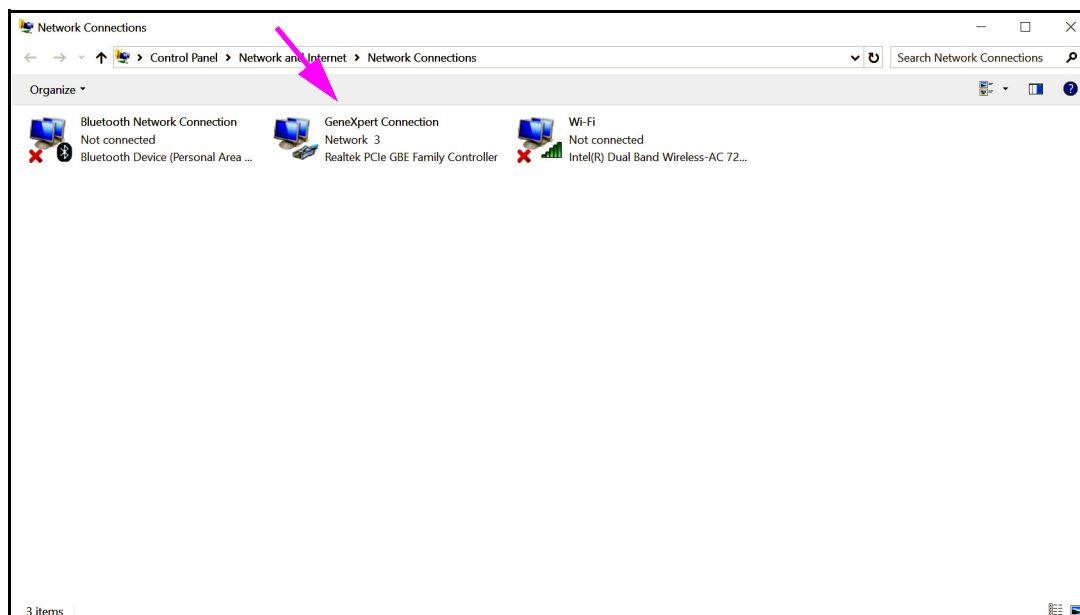 Network Connections
Control Panel > Network and Internet > Network Connections
Search Network Connections
Organize
Bluetooth Network Connection
Not connected
Bluetooth Device (Personal Area ...
GeneXpert Connection
Network 3
Realtek PCIe GBE Family Controller
Wi-Fi
Not connected
Intel(R) Dual Band Wireless-AC 72...
3 items